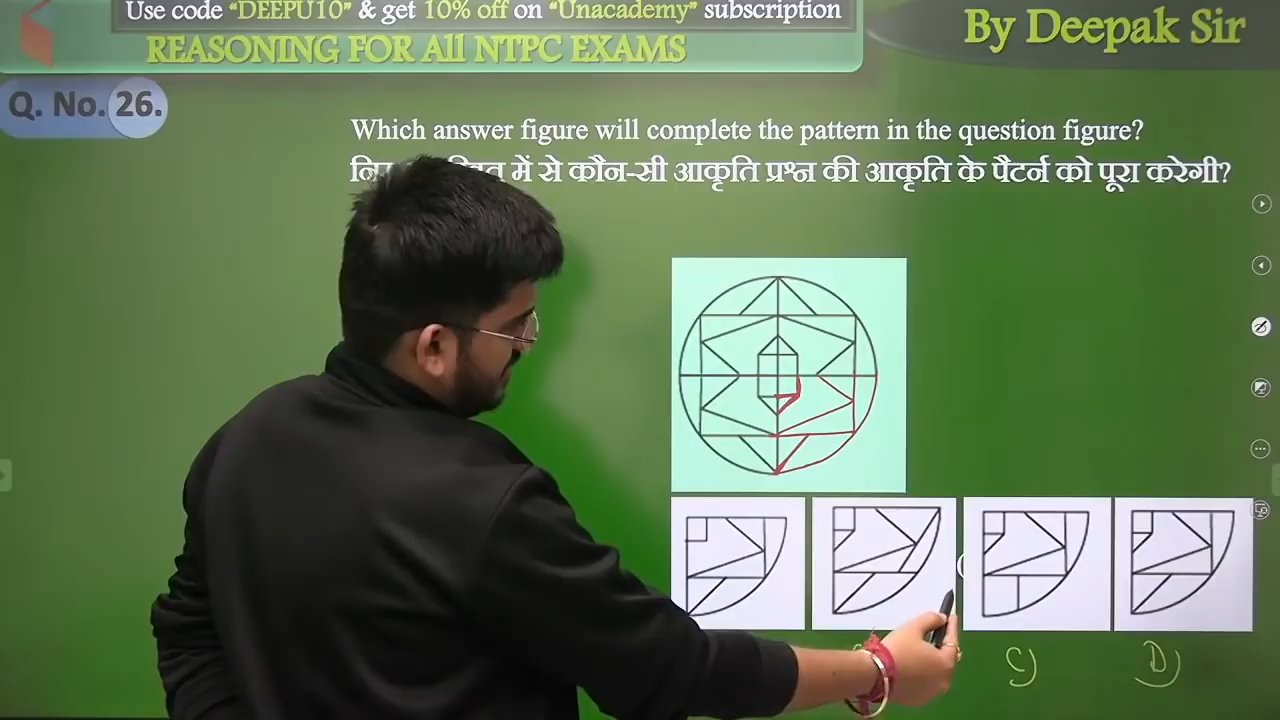 Use code “DEEPU10” & get 10% off on “Unacademy” subscription
REASONING FOR All NTPC EXAMS
By Deepak Sir
Q. No. 26.
Which answer figure will complete the pattern in the question figure?
में से कौन-सी आकृति प्रश्न की आकृति के पैटर्न को पूरा करेगी?
C) D)